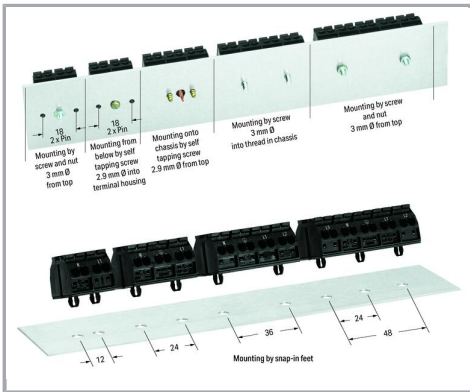 18
2 x Pin
18
2 x Pin
Mounting by
screw and nut
3 mm Ø
from top
Mounting from
below by self
tapping screw
2.9 mm Ø into
terminal housing
Mounting onto
chassis by self
tapping screw
2.9 mm Ø from top
Mounting by screw
3 mm Ø
into thread in chassis
Mounting by screw
and nut
3 mm Ø from top
12
24
36
24
48
Mounting by snap-in feet